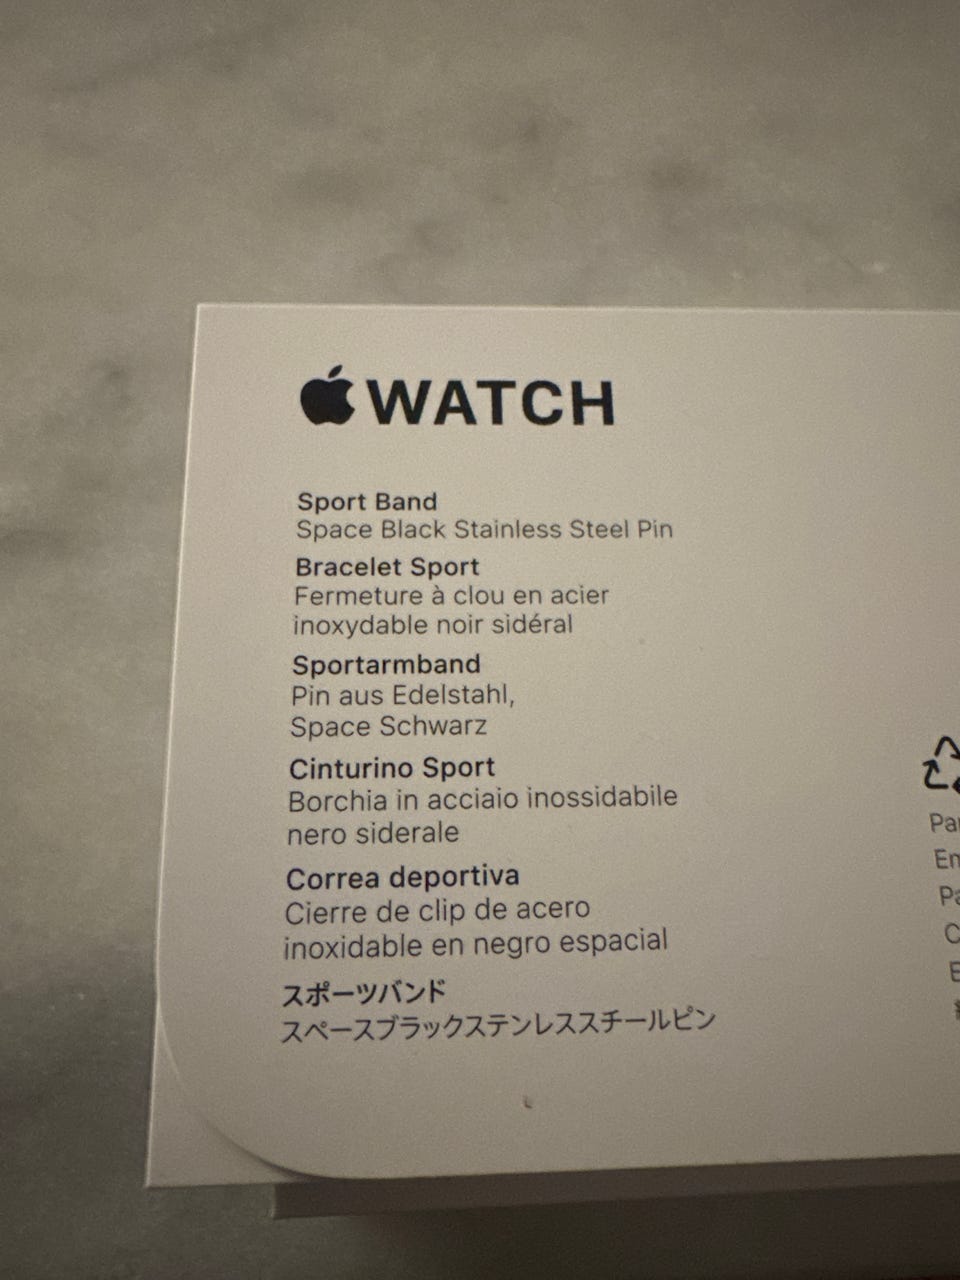 WATCH
Sport Band
Space Black Stainless Steel Pin
Bracelet Sport
Fermeture à clou en acier
inoxydable noir sidéral
Sportarmband
Pin aus Edelstahl,
Space Schwarz
Cinturino Sport
Borchia in acciaio inossidabile
nero siderale
Correa deportiva
Cierre de clip de acero
inoxidable en negro espacial
スポーツバンド
スペースブラックステンレススチールピン